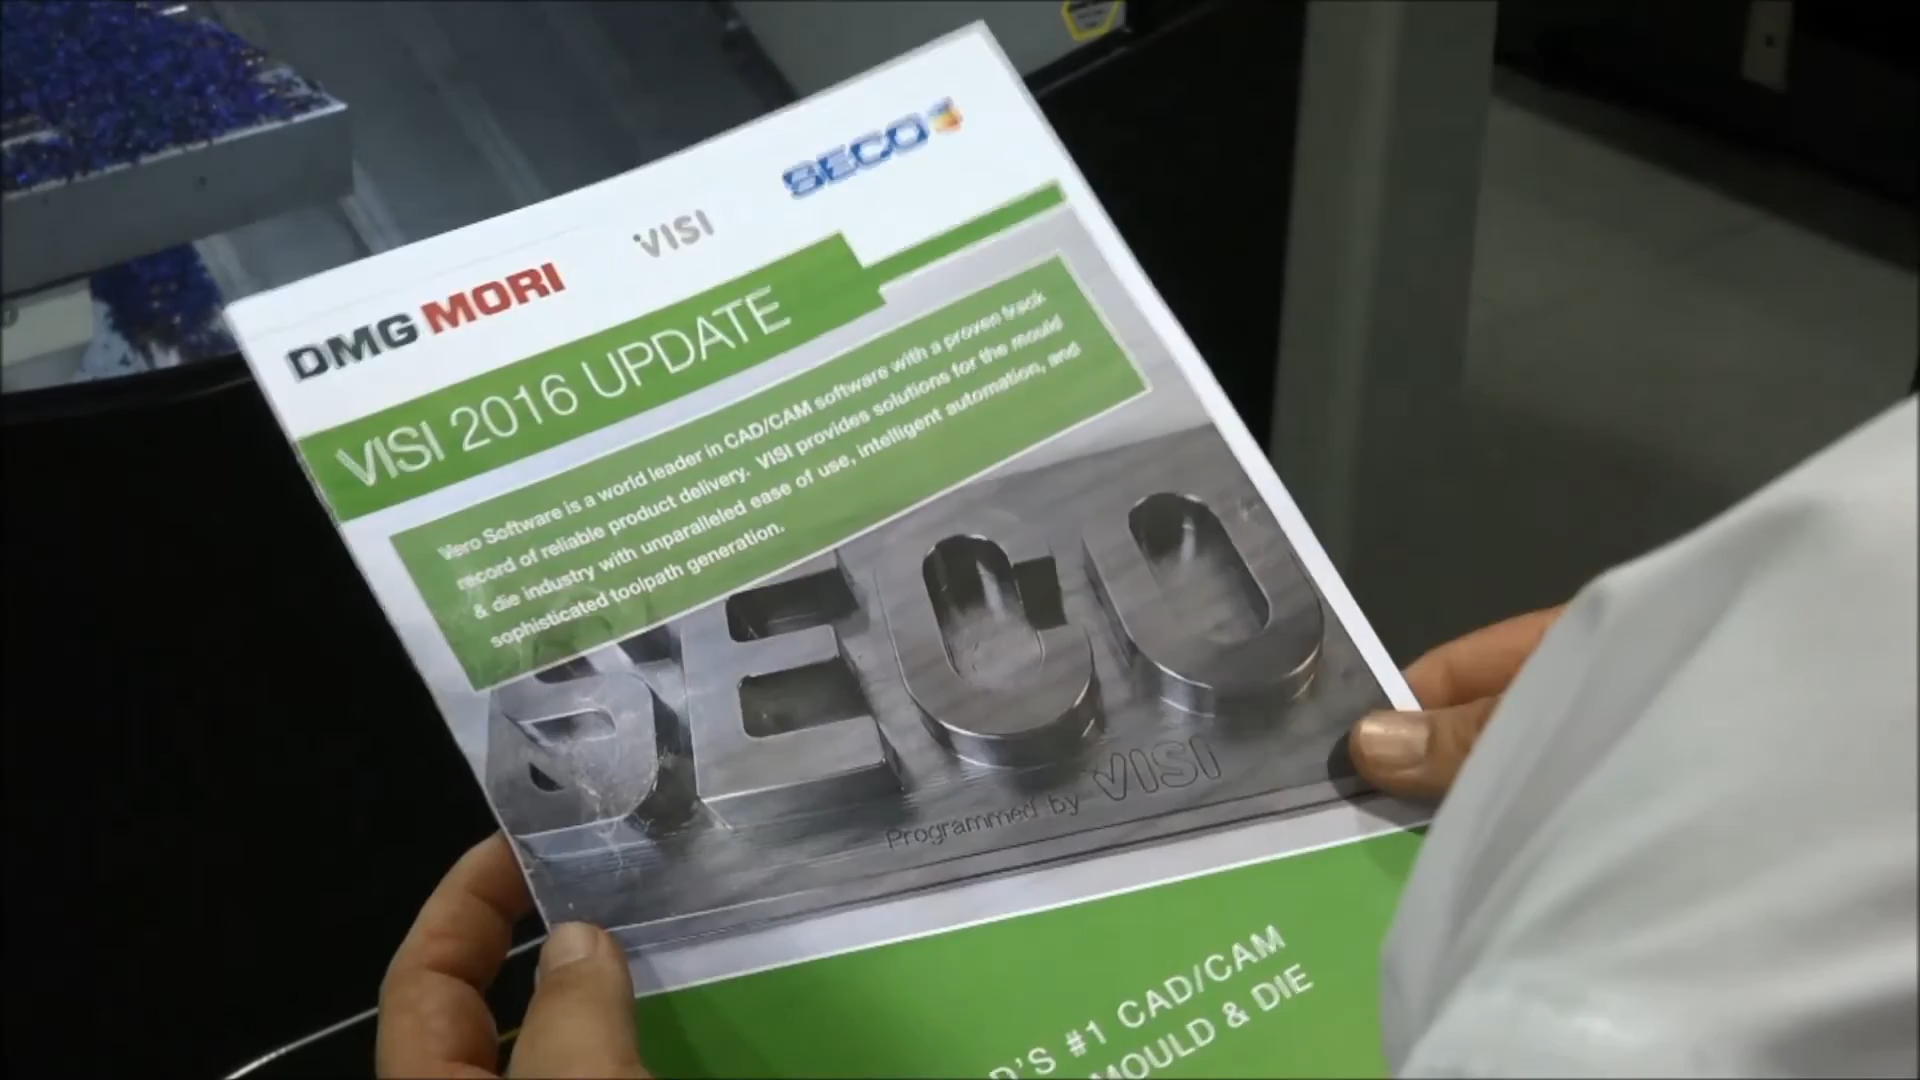 DMG MORI
VISI
SECO
VISI 2016 UPDATE
Vero Software is a world leader in CAD/CAM software with a proven track
record of reliable product delivery. VISI provides solutions for the mould
& die industry with unparalleled ease of use, intelligent automation, and
sophisticated toolpath generation.
SECO
Programmed by VISI
D'S #1 CAD/CAM
MOULD & DIE